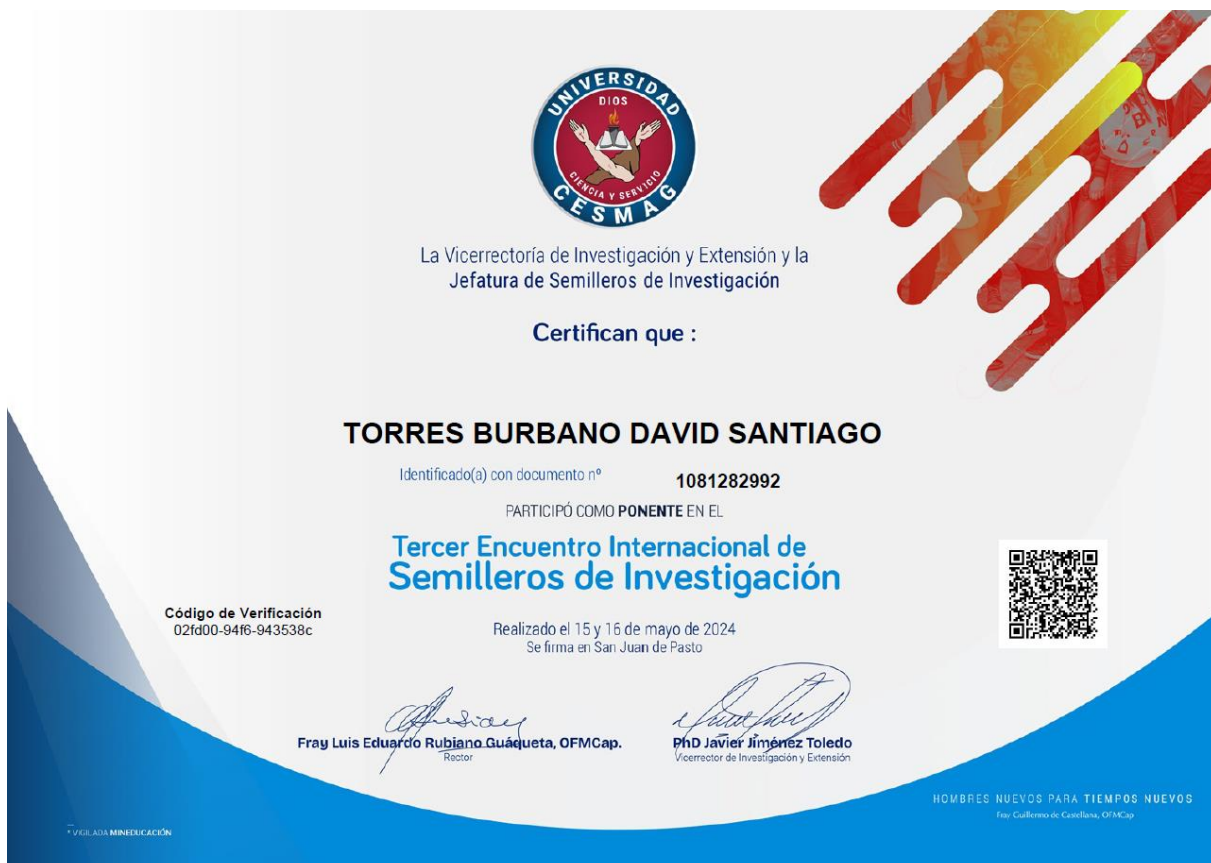 UNIVERSIDAD
DIOS
CIENCIA Y SERVICIO
CESMAG
La Vicerrectoría de Investigación y Extensión y la
Jefatura de Semilleros de Investigación
Certifican que :
TORRES BURBANO DAVID SANTIAGO
Identificado(a) con documento nº 1081282992
PARTICIPÓ COMO PONENTE EN EL
Tercer Encuentro Internacional de
Semilleros de Investigación
Código de Verificación
02fd00-94f6-943538c
Realizado el 15 y 16 de mayo de 2024
Se firma en San Juan de Pasto
Fray Luis Eduardo Rubiano Guáqueta, OFMCap.
Rector
PhD Javier Jiménez Toledo
Vicerrector de Investigación y Extensión
HOMBRES NUEVOS PARA TIEMPOS NUEVOS
Fray Guillermo de Castellana, OFMCap
* VIGILADA MINEDUCACIÓN